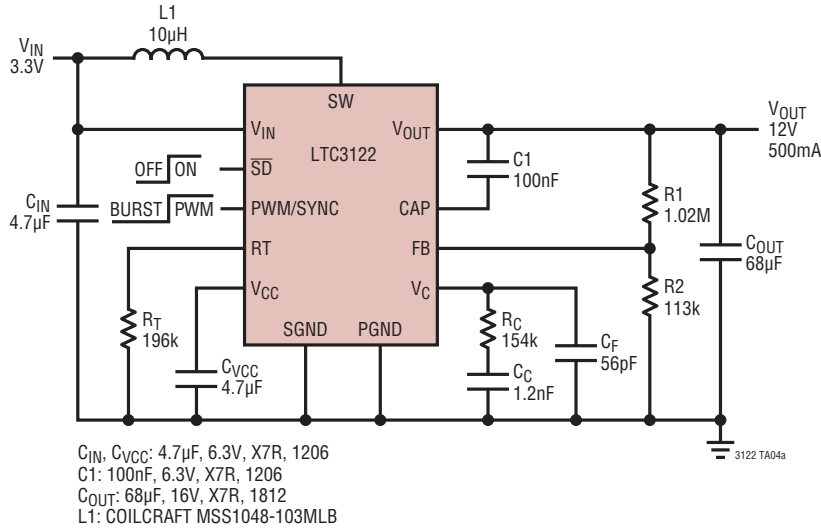 L1
10µH
VIN
3.3V
SW
VIN
VOUT
VOUT
12V
500mA
LTC3122
OFF ON
SD
C1
100nF
CIN
4.7µF
BURST PWM
PWM/SYNC
CAP
R1
1.02M
RT
FB
COUT
68µF
VCC
VC
R2
113k
RT
196k
SGND
PGND
RC
154k
CF
56pF
CVCC
4.7µF
CC
1.2nF
3122 TA04a
CIN, CVCC: 4.7µF, 6.3V, X7R, 1206
C1: 100nF, 6.3V, X7R, 1206
COUT: 68µF, 16V, X7R, 1812
L1: COILCRAFT MSS1048-103MLB